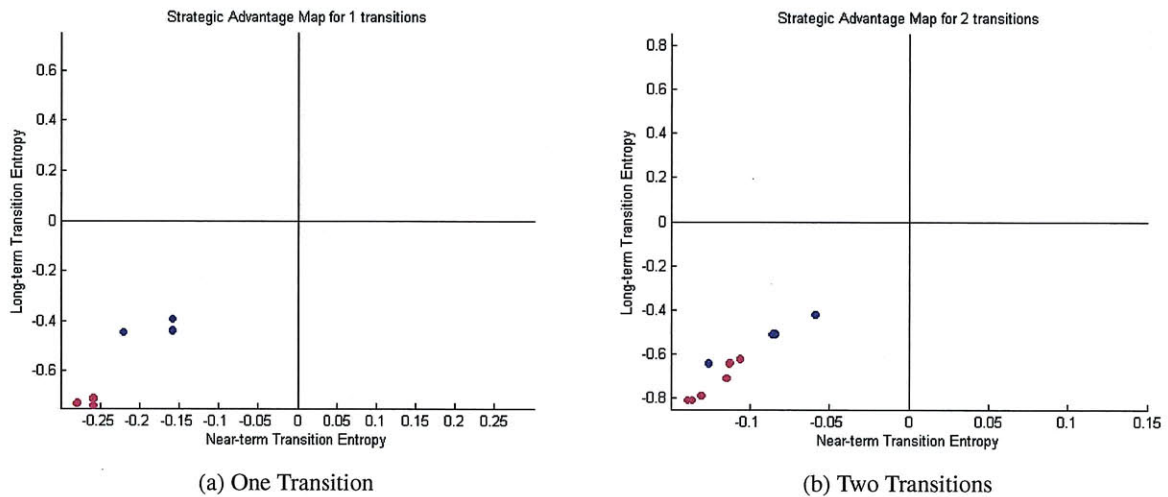 Strategic Advantage Map for 1 transitions
0.6
0.4
0.2
0
-0.2
-0.4
-0.6
Long-term Transition Entropy
-0.25 -0.2 -0.15 -0.1 -0.05 0 0.05 0.1 0.15 0.2 0.25
Near-term Transition Entropy
(a) One Transition
Strategic Advantage Map for 2 transitions
0.8
0.6
0.4
0.2
0
-0.2
-0.4
-0.6
-0.8
Long-term Transition Entropy
-0.1 -0.05 0 0.05 0.1 0.15
Near-term Transition Entropy
(b) Two Transitions